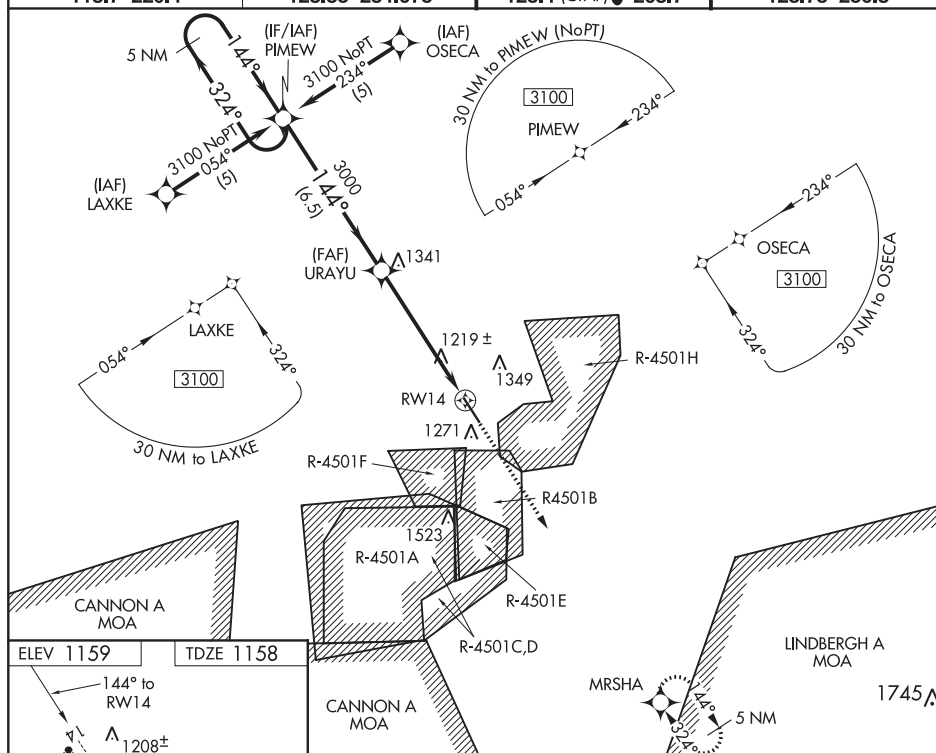 5 NM
144°
324°
(IF/IAF)
PIMEW
(IAF)
OSECA
3100 NoPT
234°
(5)
3100 NoPT
054°
(5)
(IAF)
LAXKE
3000
144°
(6.5)
(FAF)
URAYU
1341
30 NM to PIMEW (NoPT)
3100
PIMEW
234°
054°
234°
OSECA
3100
324°
30 NM to OSECA
LAXKE
054°
324°
3100
30 NM to LAXKE
1219 ±
1349
R-4501H
RW14
1271
R-4501F
R4501B
1523
R-4501A
R-4501E
R-4501C,D
CANNON A
MOA
CANNON A
MOA
LINDBERGH A
MOA
MRSHA
144°
324°
5 NM
1745
ELEV 1159
TDZE 1158
144° to
RW14
1208±